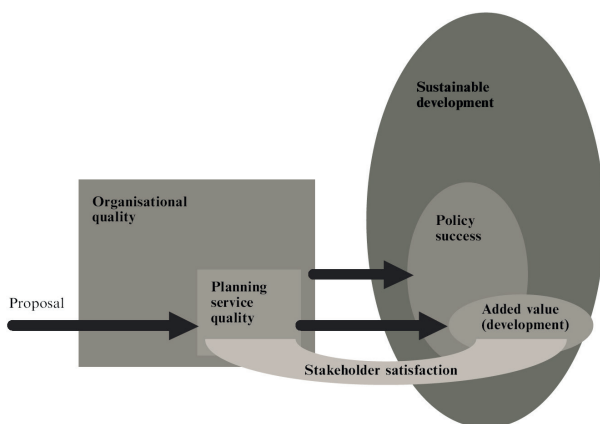 Sustainable
development
Organisational
quality
Policy
success
Planning
service
quality
Proposal
Added value
(development)
Stakeholder satisfaction